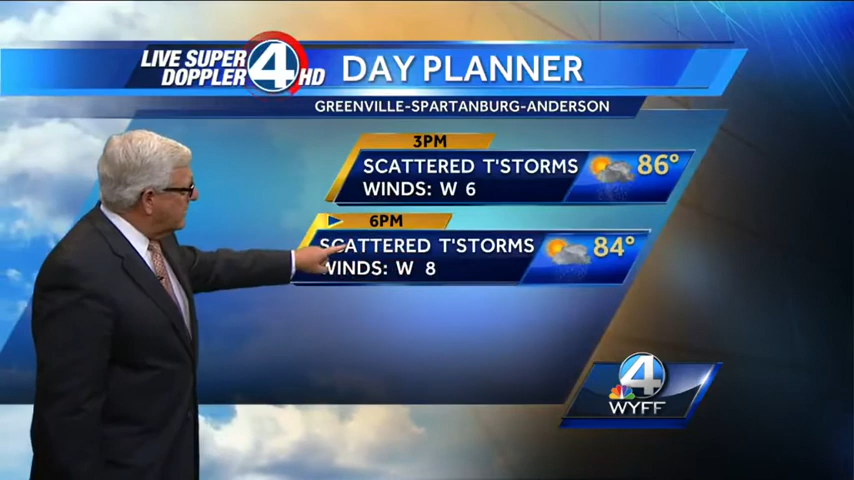 LIVE SUPER
DOPPLER 4 HD
DAY PLANNER
GREENVILLE-SPARTANBURG-ANDERSON
3PM
SCATTERED T'STORMS 86°
WINDS: W 6
6PM
SCATTERED T'STORMS 84°
WINDS: W 8
4
WYFF